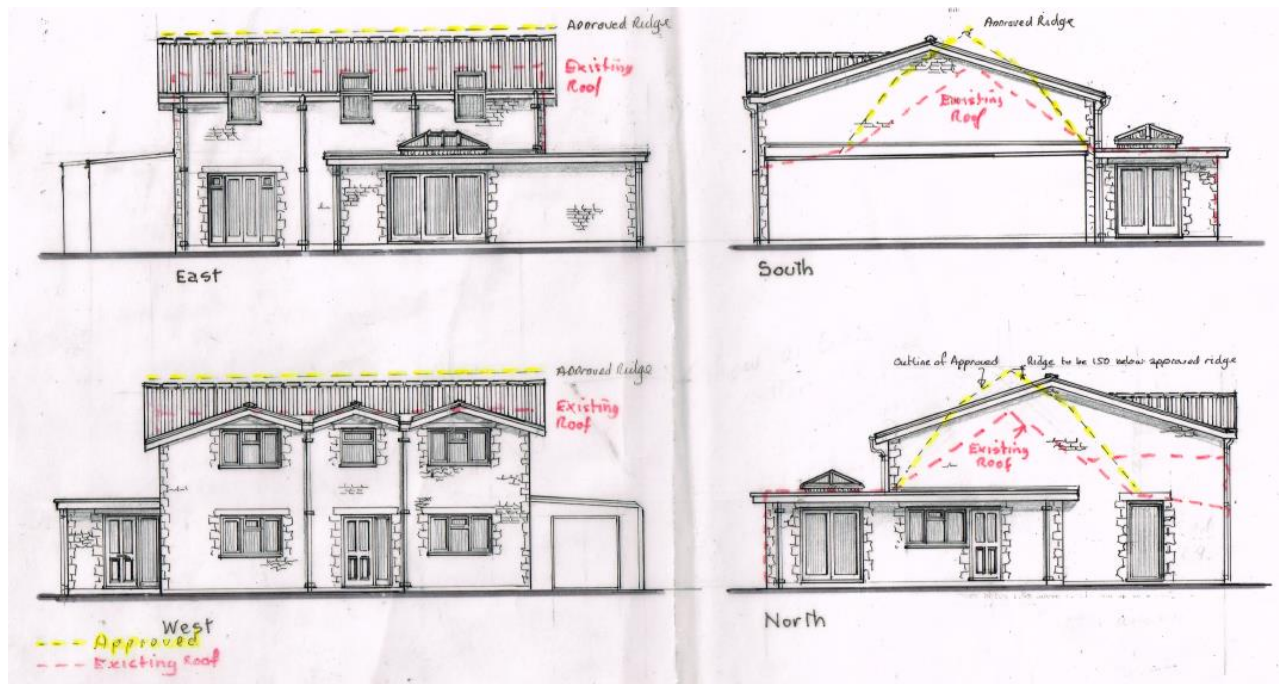 Approved Ridge
Existing
Roof
East
Approved Ridge
Existing
Roof
South
Approved Ridge
Existing
Roof
West
Outline of Approved
Ridge to be 150 below approved ridge
Existing
Roof
North
Approved
Existing Roof